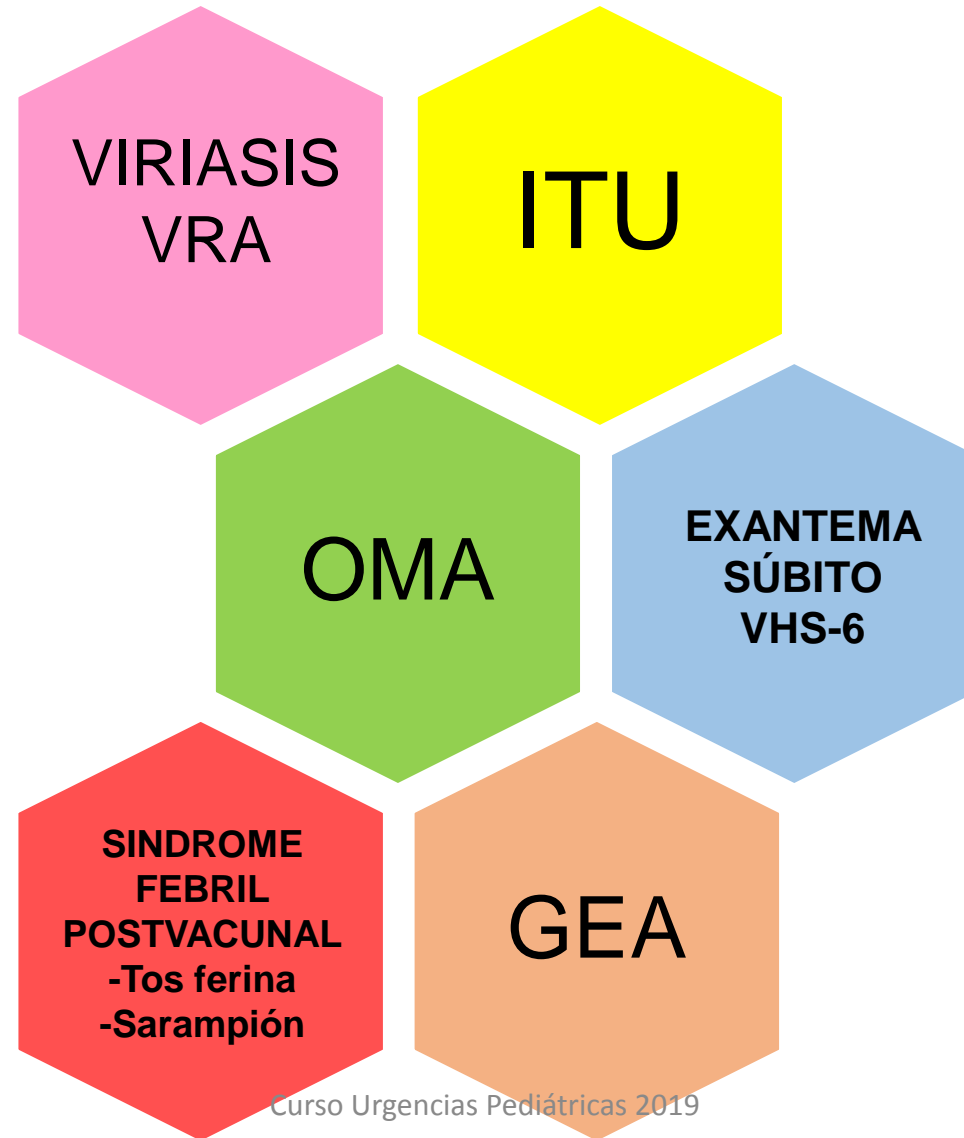 VIRIASIS
VRA
ITU
OMA
EXANTEMA
SÚBITO
VHS-6
SINDROME
FEBRIL
POSTVACUNAL
-Tos ferina
-Sarampión
GEA
Curso Urgencias Pediátricas 2019